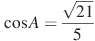 cosA = √21/5